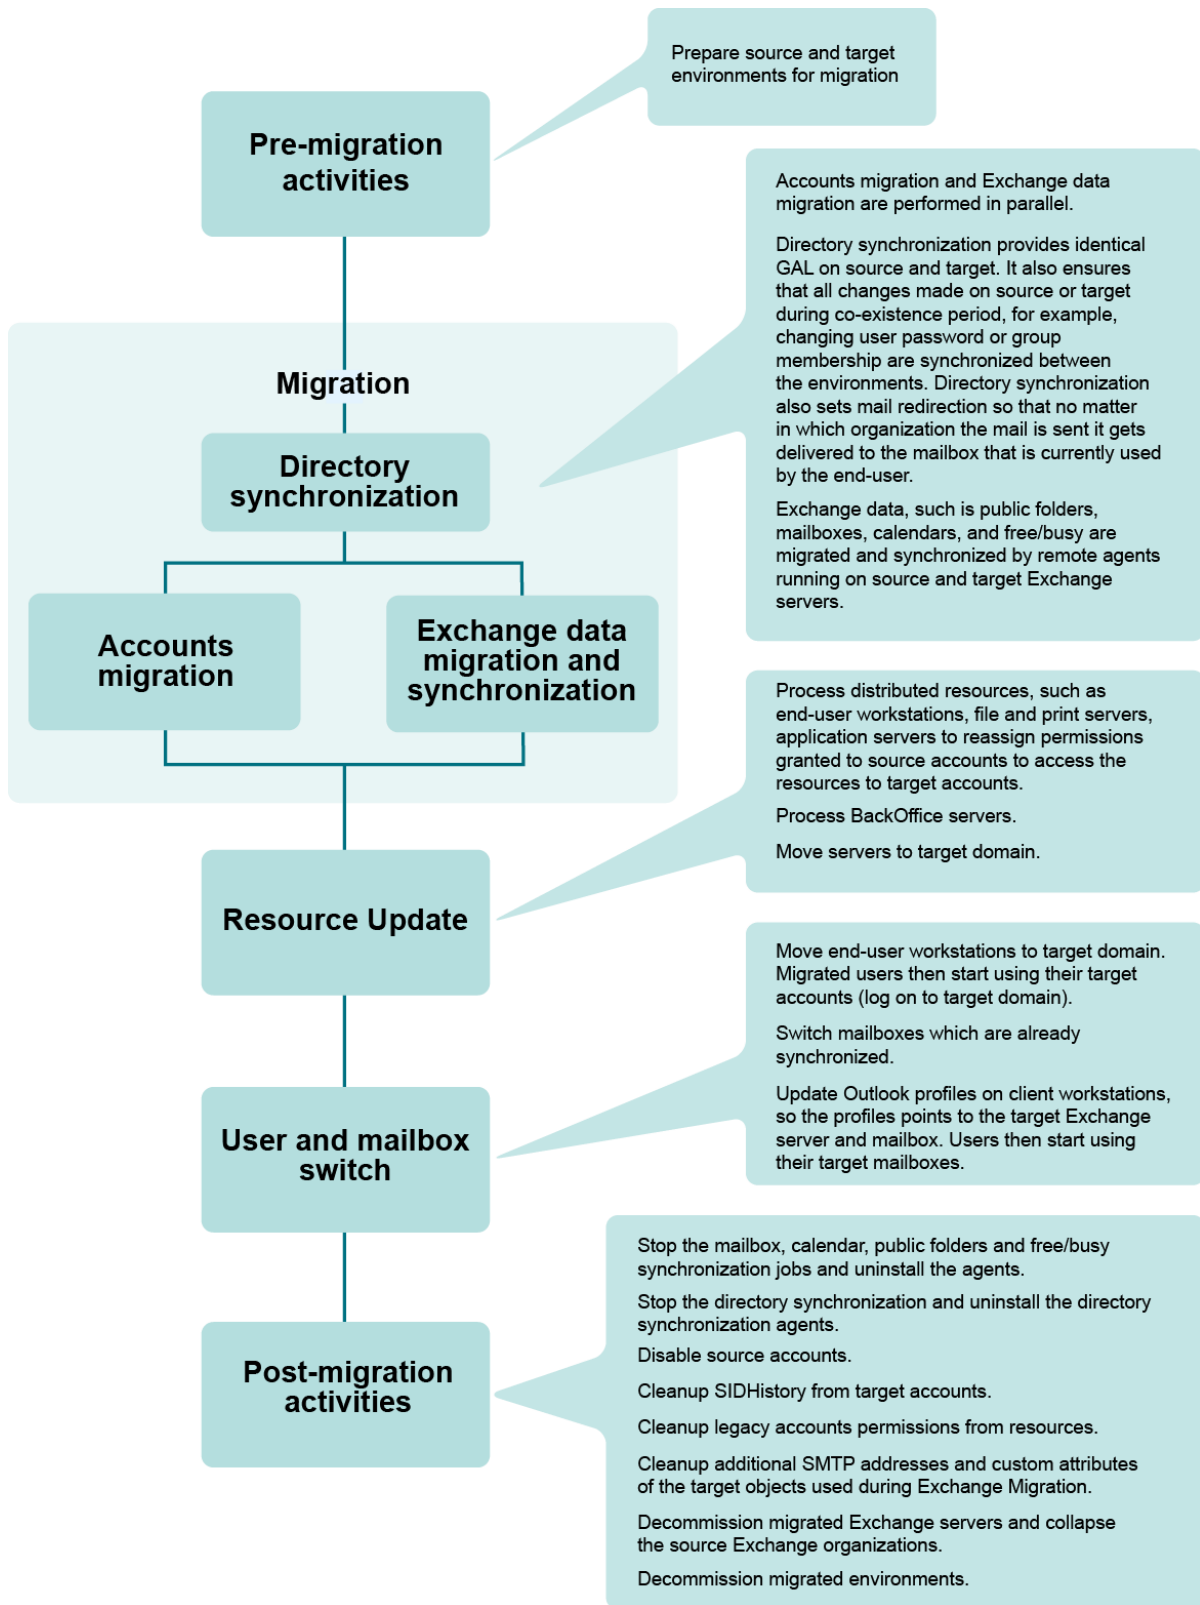 Prepare source and target
environments for migration
Pre-migration
activities
Accounts migration and Exchange data
migration are performed in parallel.
Directory synchronization provides identical
GAL on source and target. It also ensures
that all changes made on source or target
during co-existence period, for example,
changing user password or group
membership are synchronized between
the environments. Directory synchronization
also sets mail redirection so that no matter
in which organization the mail is sent it gets
delivered to the mailbox that is currently used
by the end-user.
Exchange data, such is public folders,
mailboxes, calendars, and free/busy are
migrated and synchronized by remote agents
running on source and target Exchange
servers.
Migration
Directory
synchronization
Accounts
migration
Exchange data
migration and
synchronization
Process distributed resources, such as
end-user workstations, file and print servers,
application servers to reassign permissions
granted to source accounts to access the
resources to target accounts.
Process BackOffice servers.
Move servers to target domain.
Resource Update
Move end-user workstations to target domain.
Migrated users then start using their target
accounts (log on to target domain).
Switch mailboxes which are already
synchronized.
Update Outlook profiles on client workstations,
so the profiles points to the target Exchange
server and mailbox. Users then start using
their target mailboxes.
User and mailbox
switch
Stop the mailbox, calendar, public folders and free/busy
synchronization jobs and uninstall the agents.
Stop the directory synchronization and uninstall the directory
synchronization agents.
Disable source accounts.
Cleanup SIDHistory from target accounts.
Cleanup legacy accounts permissions from resources.
Cleanup additional SMTP addresses and custom attributes
of the target objects used during Exchange Migration.
Decommission migrated Exchange servers and collapse
the source Exchange organizations.
Decommission migrated environments.
Post-migration
activities